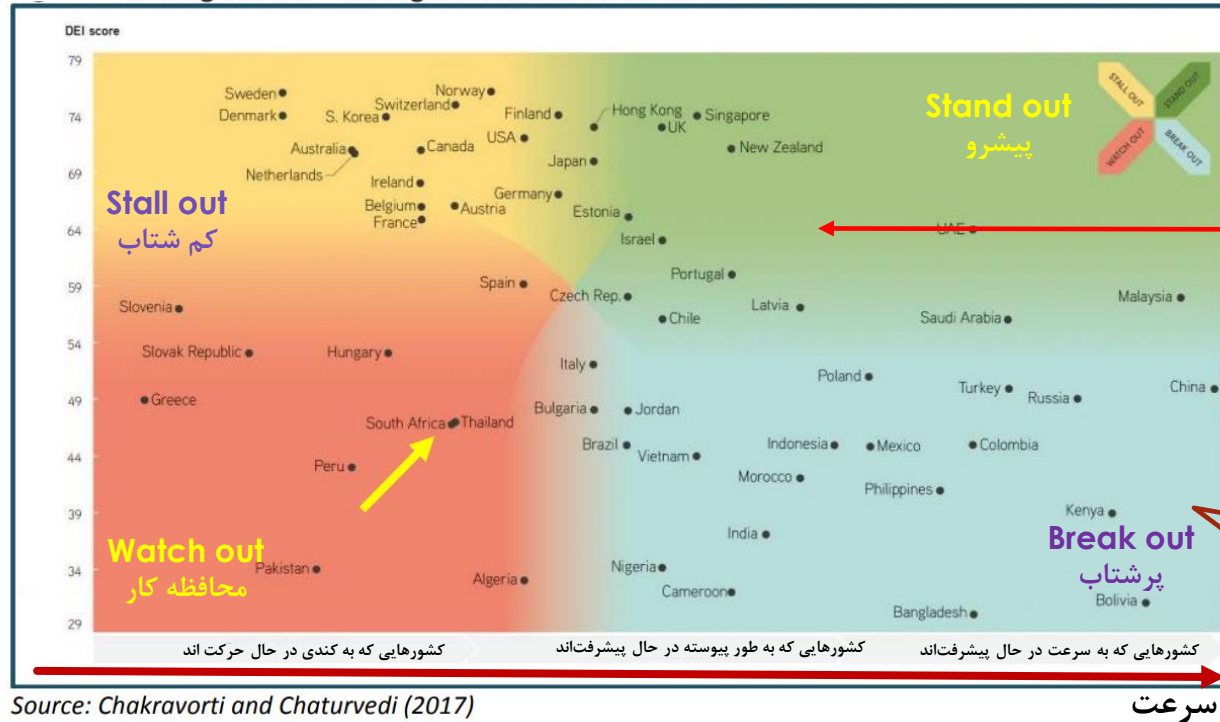 DEI score
79
74
69
64
59
54
49
44
39
34
29
Sweden
Denmark
S. Korea
Switzerland
Norway
Finland
Hong Kong
UK
Singapore
USA
Australia
Netherlands
Canada
Japan
New Zealand
Ireland
Germany
Belgium
France
Austria
Estonia
Israel
UAE
Stand out
پیشرو
STALL OUT
STAND OUT
WATCH OUT
BREAK OUT
Stall out
کم شتاب
Spain
Portugal
Czech Rep.
Slovenia
Latvia
Malaysia
Chile
Saudi Arabia
Slovak Republic
Hungary
Italy
Poland
Turkey
Russia
China
Greece
Bulgaria
Jordan
South Africa
Thailand
Brazil
Vietnam
Indonesia
Mexico
Colombia
Peru
Morocco
Philippines
Kenya
India
Watch out
محافظه کار
Break out
پرشتاب
Pakistan
Algeria
Nigeria
Cameroon
Bangladesh
Bolivia
کشورهایی که به کندی در حال حرکت اند
کشورهایی که به طور پیوسته در حال پیشرفت‌اند
کشورهایی که به سرعت در حال پیشرفت‌اند
سرعت
Source: Chakravorti and Chaturvedi (2017)